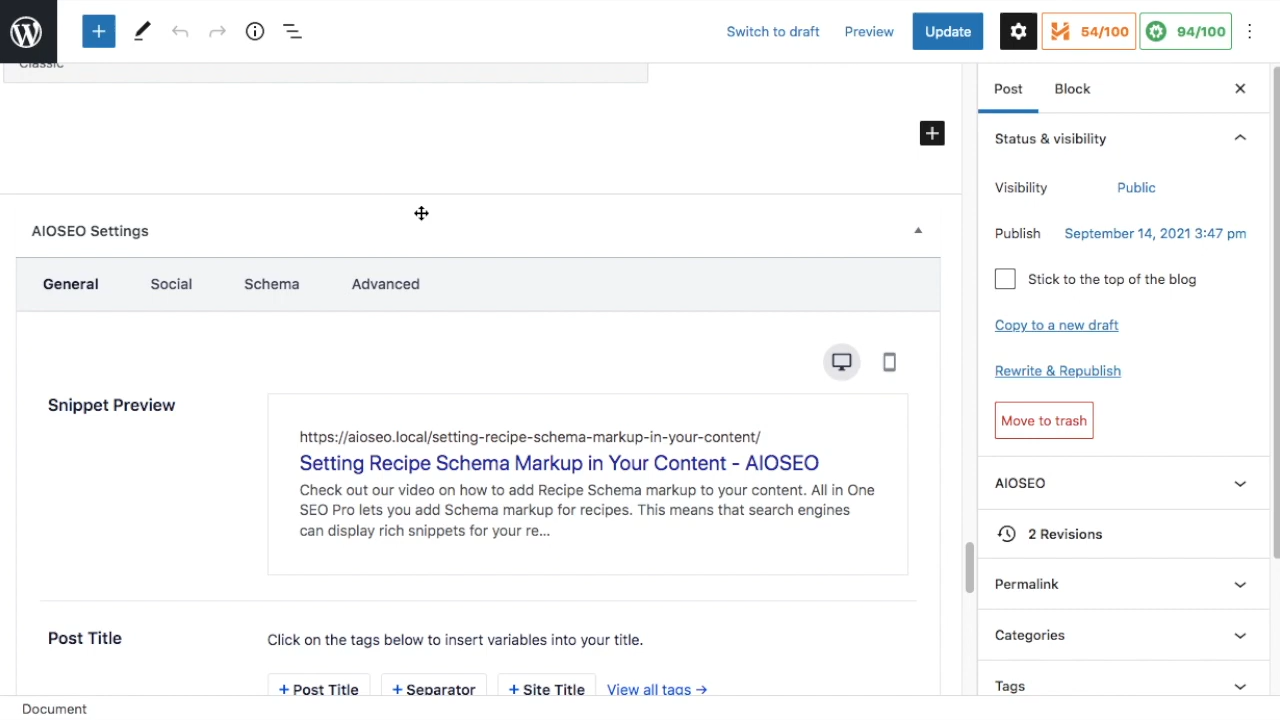 Switch to draft
Preview
Update
54/100
94/100
Classic
Post
Block
Status & visibility
Visibility
Public
Publish
September 14, 2021 3:47 pm
Stick to the top of the blog
Copy to a new draft
Rewrite & Republish
Move to trash
AIOSEO
2 Revisions
Permalink
Categories
Tags
AIOSEO Settings
General
Social
Schema
Advanced
Snippet Preview
https://aioseo.local/setting-recipe-schema-markup-in-your-content/
Setting Recipe Schema Markup in Your Content - AIOSEO
Check out our video on how to add Recipe Schema markup to your content. All in One
SEO Pro lets you add Schema markup for recipes. This means that search engines
can display rich snippets for your re...
Post Title
Click on the tags below to insert variables into your title.
+ Post Title
+ Separator
+ Site Title
View all tags →
Document